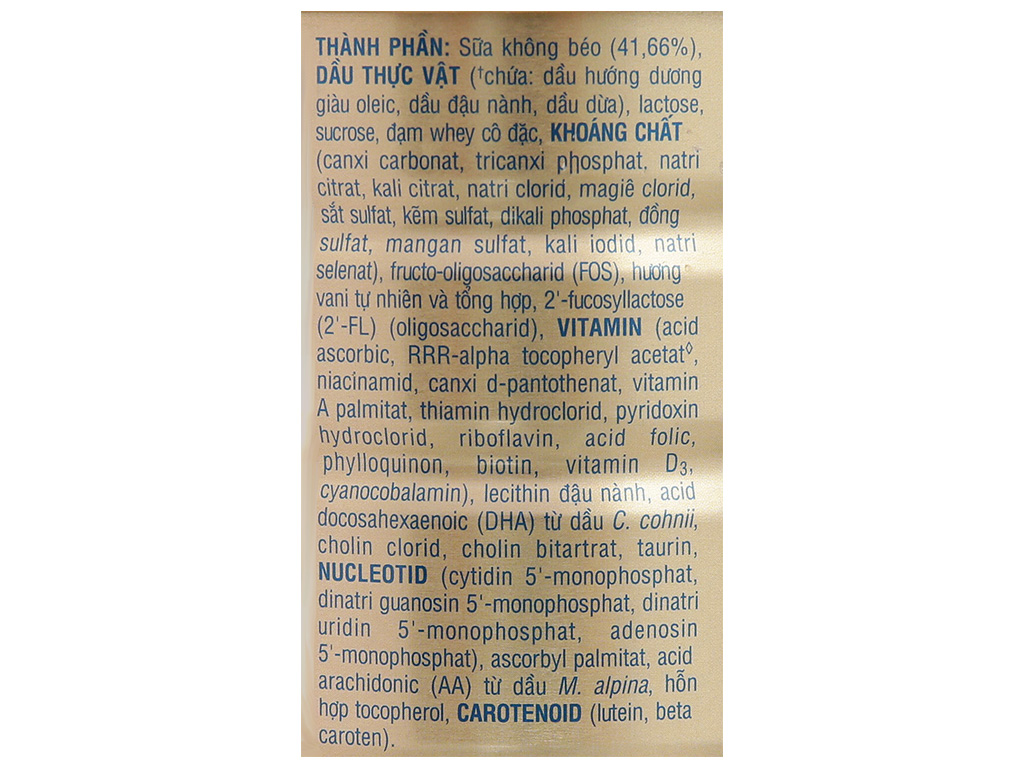 THÀNH PHẦN: Sữa không béo (41,66%),
DẦU THỰC VẬT (†chứa: dầu hướng dương
giàu oleic, dầu đậu nành, dầu dừa), lactose,
sucrose, đạm whey cô đặc, KHOÁNG CHẤT
(canxi carbonat, tricanxi phosphat, natri
citrat, kali citrat, natri clorid, magiê clorid,
sắt sulfat, kẽm sulfat, dikali phosphat, đồng
sulfat, mangan sulfat, kali iodid, natri
selenat), fructo-oligosaccharid (FOS), hương
vani tự nhiên và tổng hợp, 2'-fucosyllactose
(2'-FL) (oligosaccharid), VITAMIN (acid
ascorbic, RRR-alpha tocopheryl acetat◊,
niacinamid, canxi d-pantothenat, vitamin
A palmitat, thiamin hydroclorid, pyridoxin
hydroclorid, riboflavin, acid folic,
phylloquinon, biotin, vitamin D3,
cyanocobalamin), lecithin đậu nành, acid
docosahexaenoic (DHA) từ dầu C. cohnii,
cholin clorid, cholin bitartrat, taurin,
NUCLEOTID (cytidin 5'-monophosphat,
dinatri guanosin 5'-monophosphat, dinatri
uridin 5'-monophosphat, adenosin
5'-monophosphat), ascorbyl palmitat, acid
arachidonic (AA) từ dầu M. alpina, hỗn
hợp tocopherol, CAROTENOID (lutein, beta
caroten).